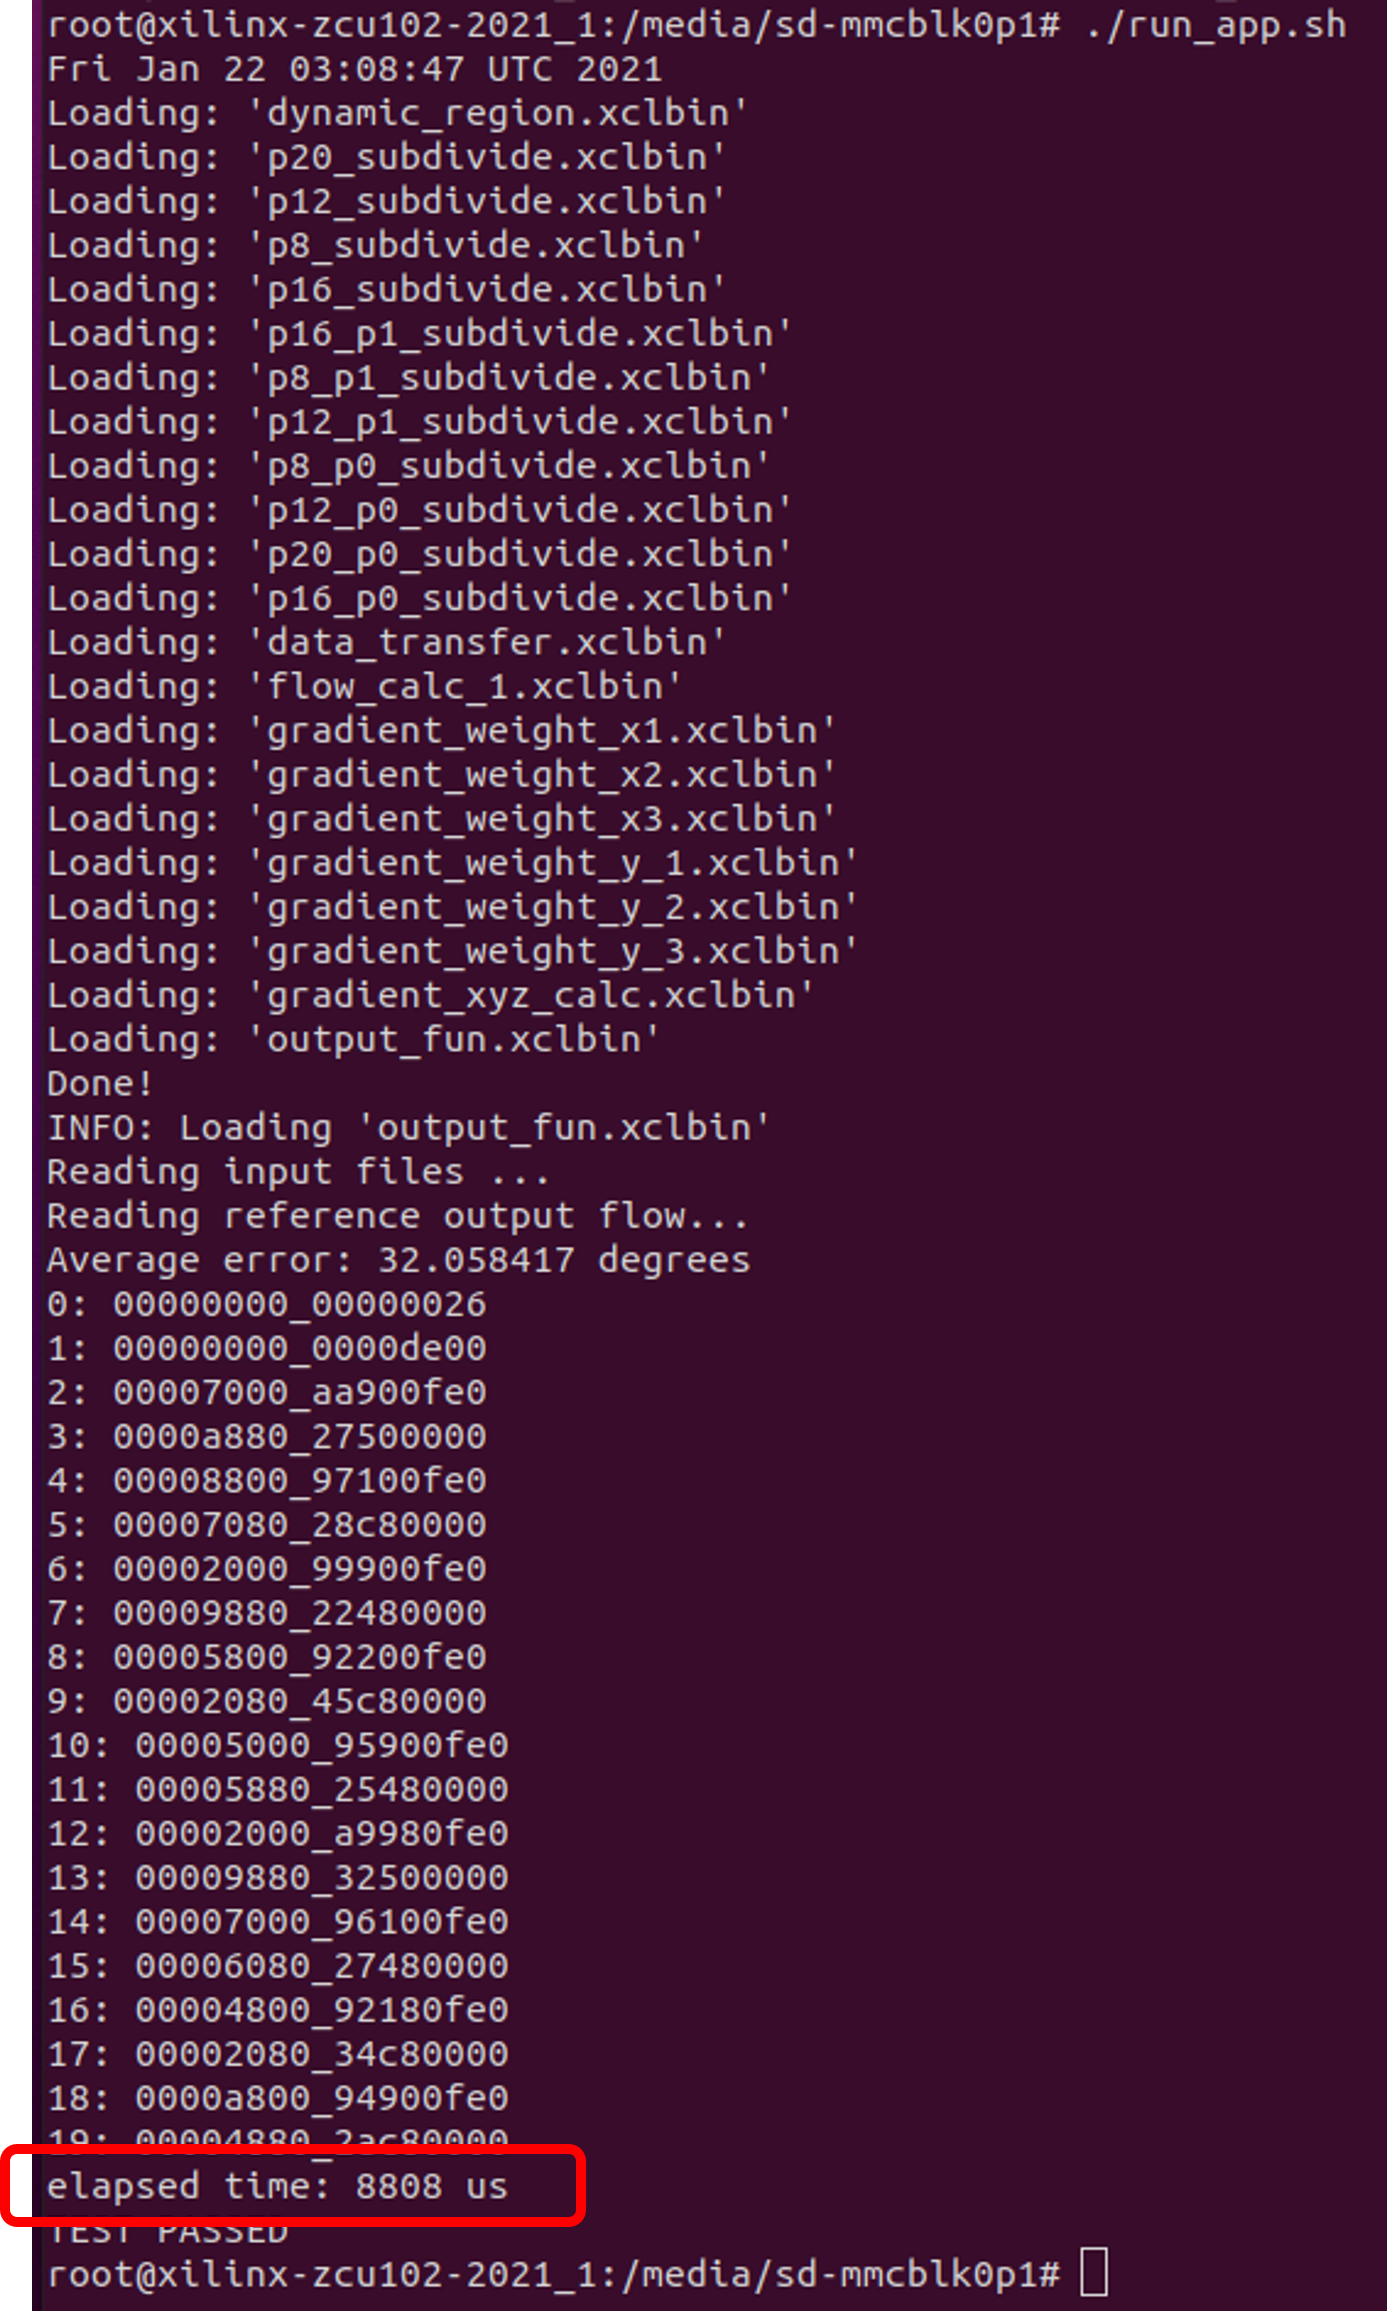 root@xilinx-zcu102-2021_1:/media/sd-mmcblk0p1# ./run_app.sh
Fri Jan 22 03:08:47 UTC 2021
Loading: 'dynamic_region.xclbin'
Loading: 'p20_subdivide.xclbin'
Loading: 'p12_subdivide.xclbin'
Loading: 'p8_subdivide.xclbin'
Loading: 'p16_subdivide.xclbin'
Loading: 'p16_p1_subdivide.xclbin'
Loading: 'p8_p1_subdivide.xclbin'
Loading: 'p12_p1_subdivide.xclbin'
Loading: 'p8_p0_subdivide.xclbin'
Loading: 'p12_p0_subdivide.xclbin'
Loading: 'p20_p0_subdivide.xclbin'
Loading: 'p16_p0_subdivide.xclbin'
Loading: 'data_transfer.xclbin'
Loading: 'flow_calc_1.xclbin'
Loading: 'gradient_weight_x1.xclbin'
Loading: 'gradient_weight_x2.xclbin'
Loading: 'gradient_weight_x3.xclbin'
Loading: 'gradient_weight_y_1.xclbin'
Loading: 'gradient_weight_y_2.xclbin'
Loading: 'gradient_weight_y_3.xclbin'
Loading: 'gradient_xyz_calc.xclbin'
Loading: 'output_fun.xclbin'
Done!
INFO: Loading 'output_fun.xclbin'
Reading input files ...
Reading reference output flow...
Average error: 32.058417 degrees
0: 00000000_00000026
1: 00000000_0000de00
2: 00007000_aa900fe0
3: 0000a880_27500000
4: 00008800_97100fe0
5: 00007080_28c80000
6: 00002000_99900fe0
7: 00009880_22480000
8: 00005800_92200fe0
9: 00002080_45c80000
10: 00005000_95900fe0
11: 00005880_25480000
12: 00002000_a9980fe0
13: 00009880_32500000
14: 00007000_96100fe0
15: 00006080_27480000
16: 00004800_92180fe0
17: 00002080_34c80000
18: 0000a800_94900fe0
19: 00004880_2ac80000
elapsed time: 8808 us
TEST PASSED
root@xilinx-zcu102-2021_1:/media/sd-mmcblk0p1#